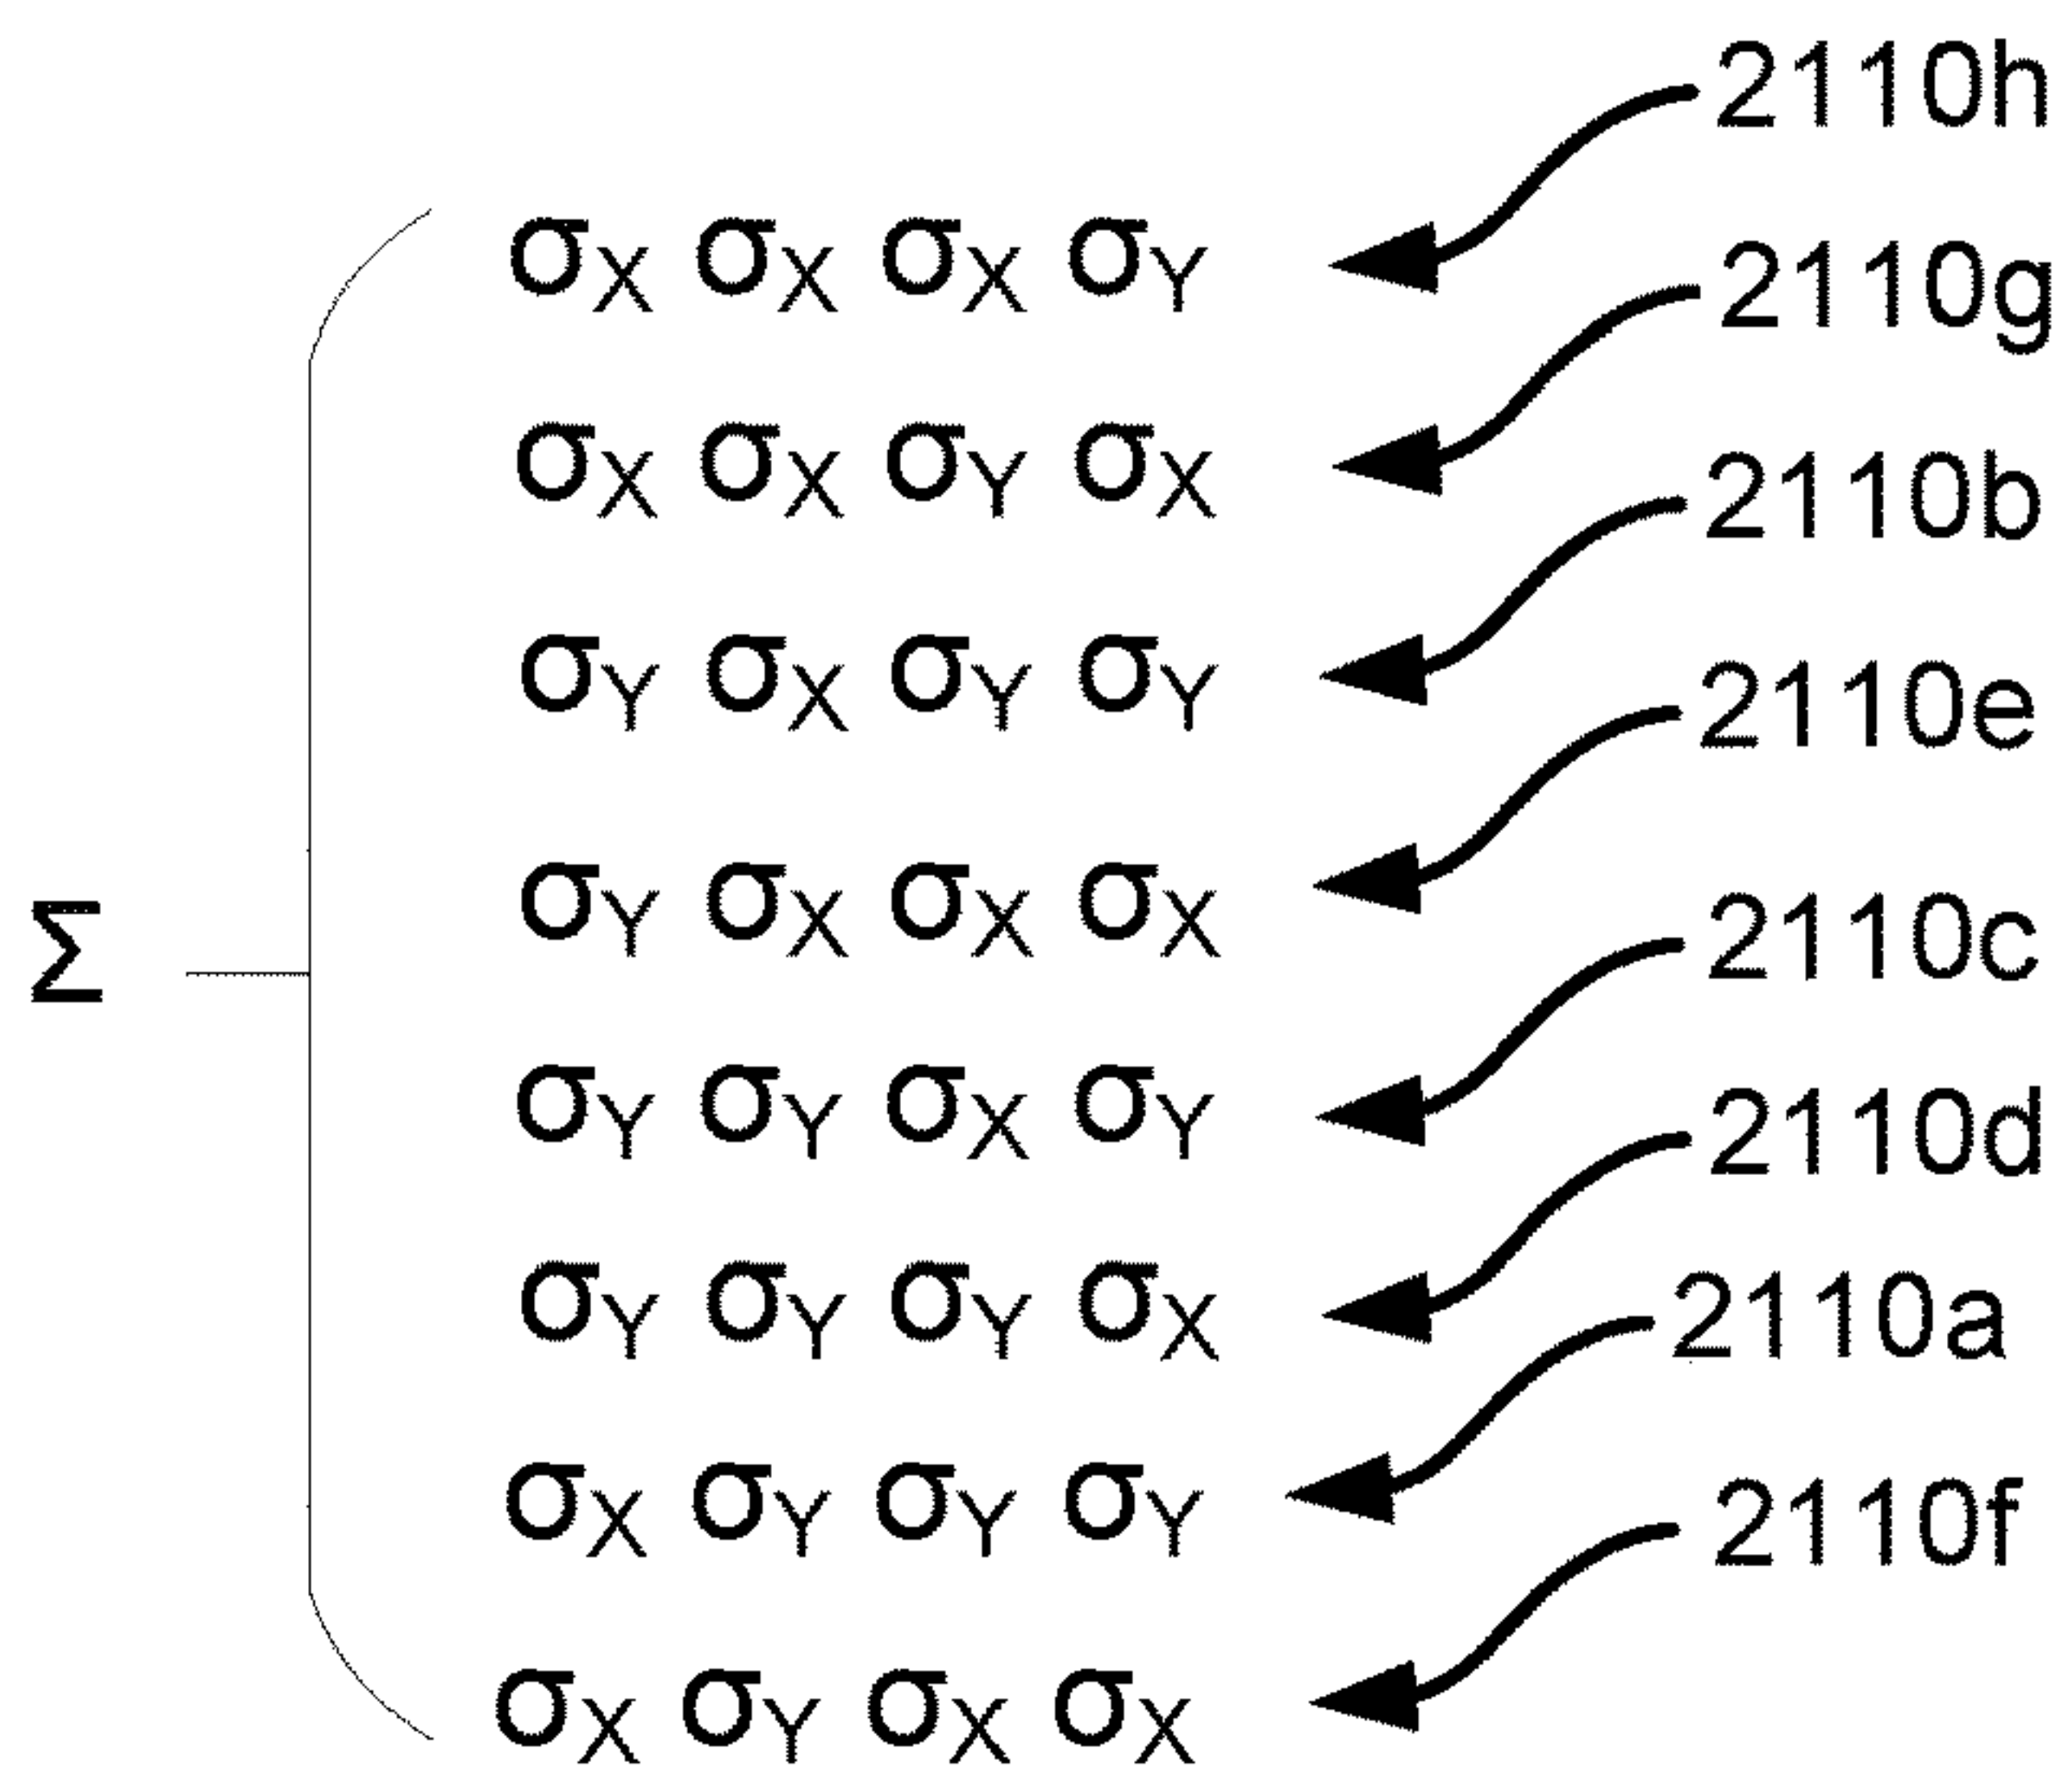 2110h
σX σX σX σY
2110g
σX σX σY σX
2110b
σY σX σY σY
2110e
σY σX σX σX
Σ
2110c
σY σY σX σY
2110d
σY σY σY σX
2110a
σX σY σY σY
2110f
σX σY σX σX